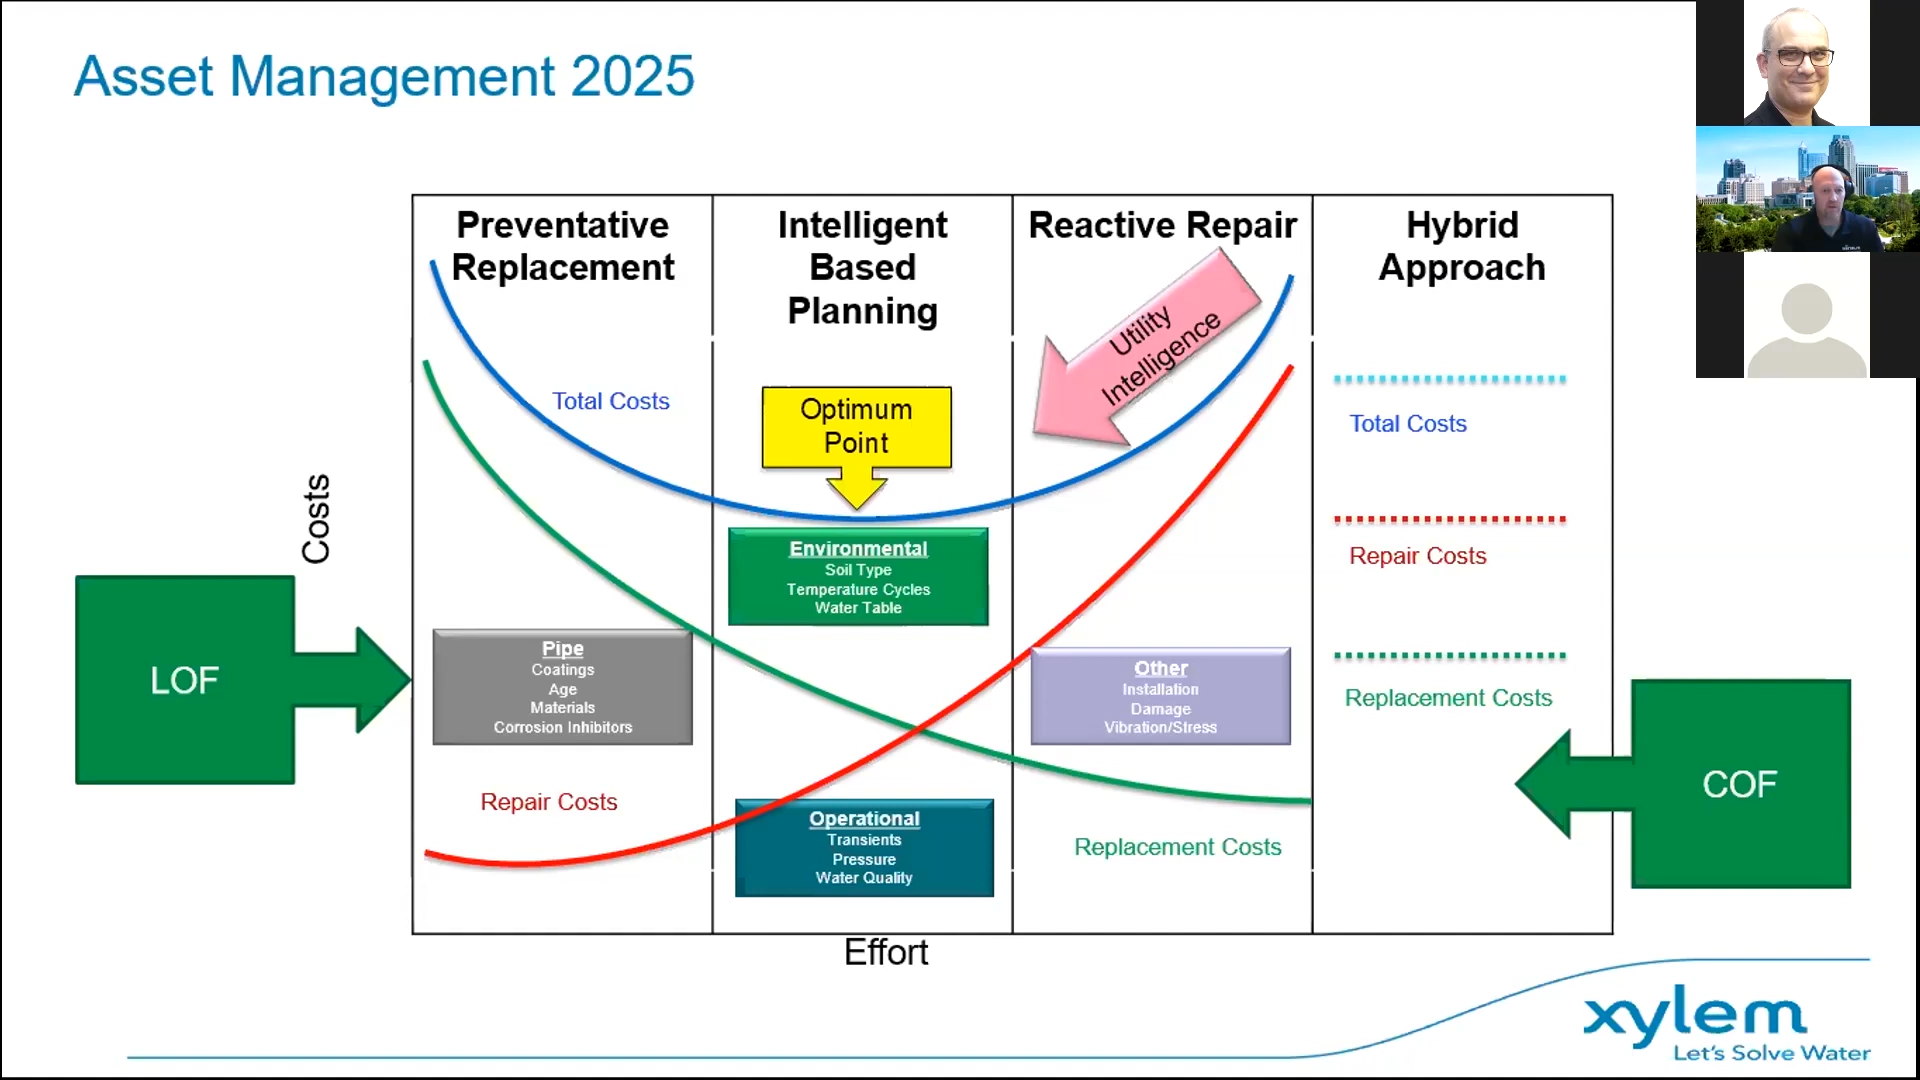 Asset Management 2025
Preventative
Replacement
Intelligent
Based
Planning
Reactive Repair
Hybrid
Approach
Utility
Intelligence
Total Costs
Optimum
Point
Total Costs
Costs
Environmental
Soil Type
Temperature Cycles
Water Table
Repair Costs
LOF
Pipe
Coatings
Age
Materials
Corrosion Inhibitors
Other
Installation
Damage
Vibration/Stress
Replacement Costs
COF
Repair Costs
Operational
Transients
Pressure
Water Quality
Replacement Costs
Effort
xylem
Let's Solve Water